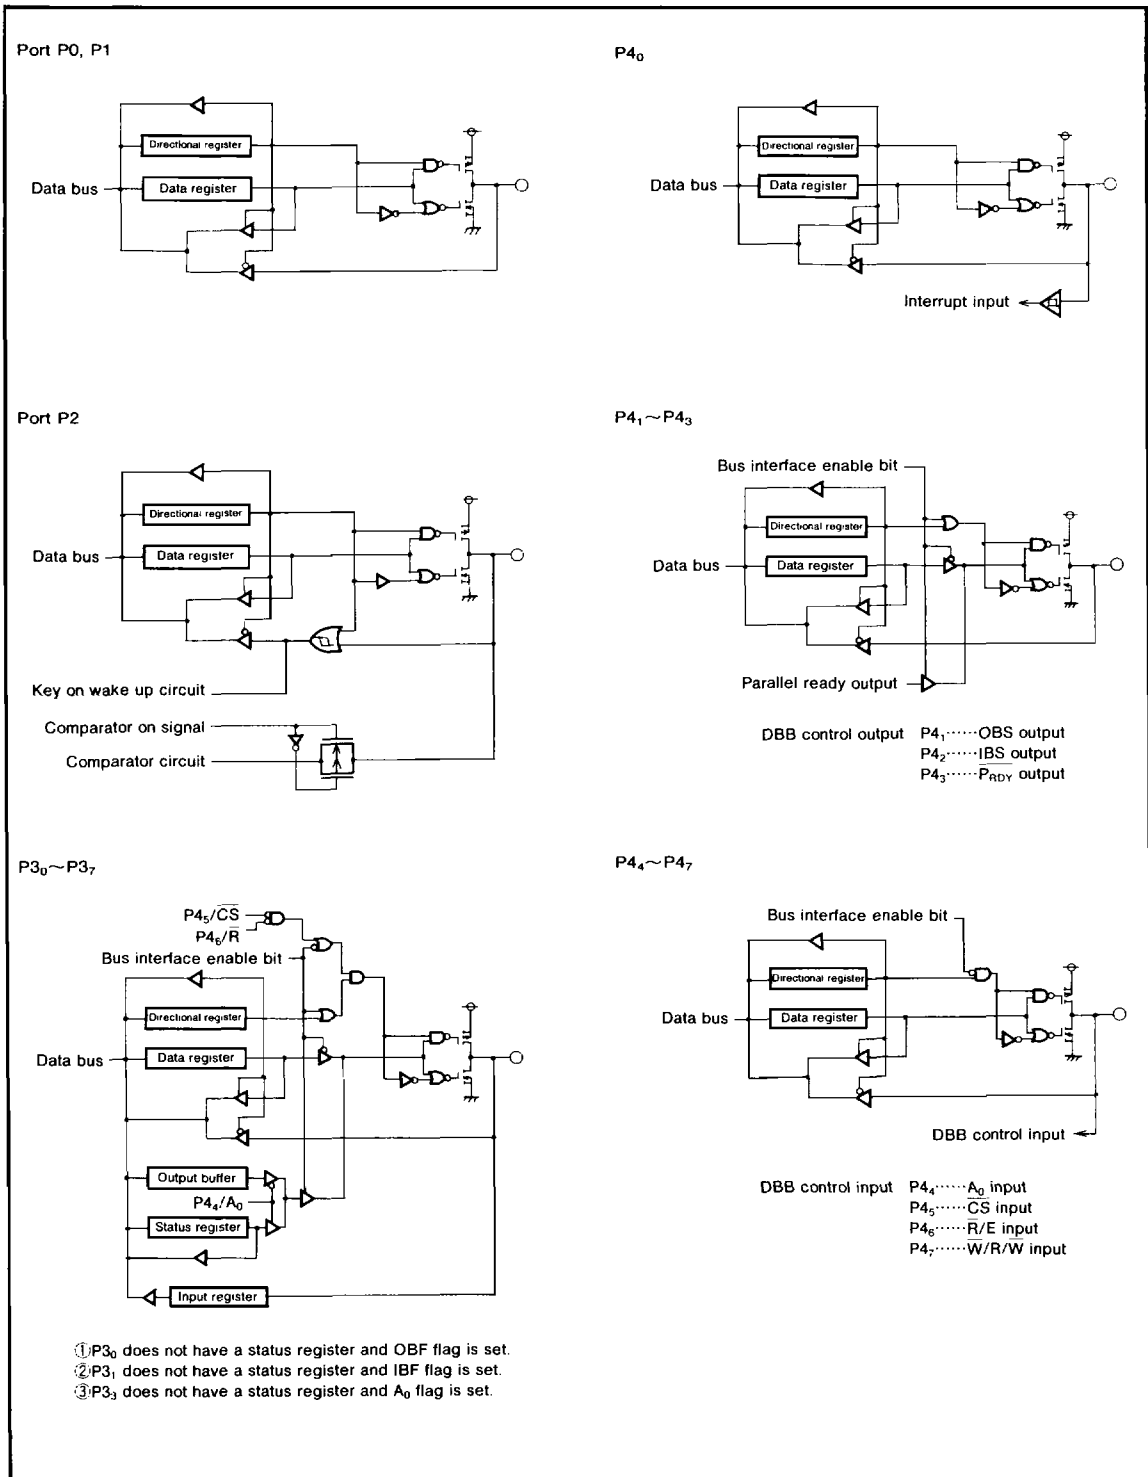 Port P0, P1
Directional register
Data bus
Data register
P4₀
Directional register
Data bus
Data register
Interrupt input
Port P2
Directional register
Data bus
Data register
Key on wake up circuit
Comparator on signal
Comparator circuit
P4₁~P4₃
Bus interface enable bit
Directional register
Data bus
Data register
Parallel ready output
DBB control output P4₁……OBS output
P4₂……IBS output
P4₃……P̅R̅D̅Y̅ output
P3₀~P3₇
P4₅/C̅S̅
P4₆/R̅
Bus interface enable bit
Directional register
Data bus
Data register
Output buffer
P4₄/A₀
Status register
Input register
①P3₀ does not have a status register and OBF flag is set.
②P3₁ does not have a status register and IBF flag is set.
③P3₃ does not have a status register and A₀ flag is set.
P4₄~P4₇
Bus interface enable bit
Directional register
Data bus
Data register
DBB control input
DBB control input P4₄……A₀ input
P4₅……C̅S̅ input
P4₆……R̅/E input
P4₇……W̅/R/W̅ input